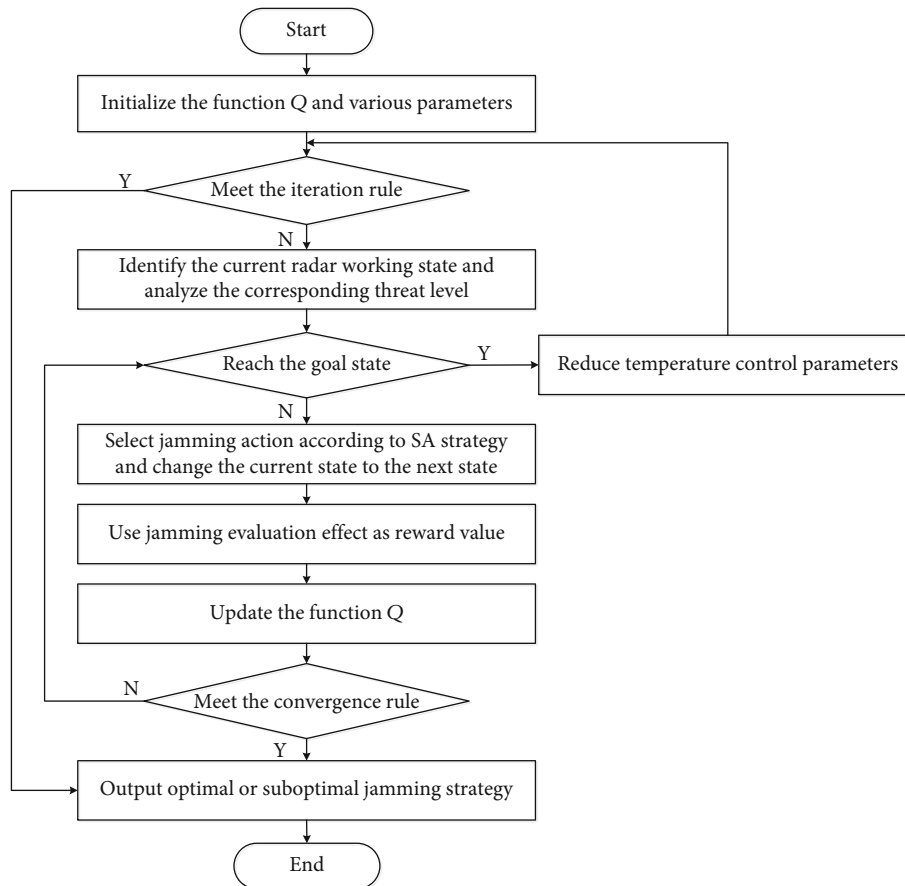 Start
Initialize the function Q and various parameters
Y
Meet the iteration rule
N
Identify the current radar working state and
analyze the corresponding threat level
Reach the goal state
Y
Reduce temperature control parameters
N
Select jamming action according to SA strategy
and change the current state to the next state
Use jamming evaluation effect as reward value
Update the function Q
N
Meet the convergence rule
Y
Output optimal or suboptimal jamming strategy
End